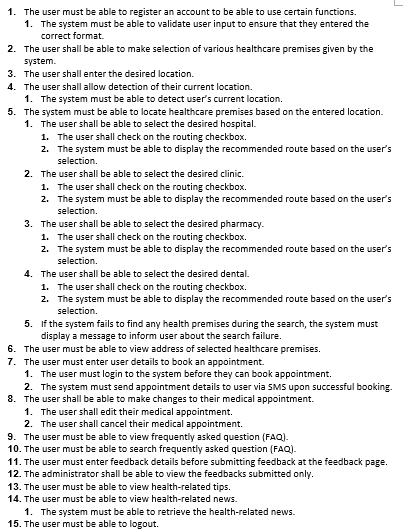 1. The user must be able to register an account to be able to use certain functions.
1. The system must be able to validate user input to ensure that they entered the
correct format.
2. The user shall be able to make selection of various healthcare premises given by the
system.
3. The user shall enter the desired location.
4. The user shall allow detection of their current location.
1. The system must be able to detect user's current location.
5. The system must be able to locate healthcare premises based on the entered location.
1. The user shall be able to select the desired hospital.
1. The user shall check on the routing checkbox.
2. The system must be able to display the recommended route based on the user's
selection.
2. The user shall be able to select the desired clinic.
1. The user shall check on the routing checkbox.
2. The system must be able to display the recommended route based on the user's
selection.
3. The user shall be able to select the desired pharmacy.
1. The user shall check on the routing checkbox.
2. The system must be able to display the recommended route based on the user's
selection.
4. The user shall be able to select the desired dental.
1. The user shall check on the routing checkbox.
2. The system must be able to display the recommended route based on the user's
selection.
5. If the system fails to find any health premises during the search, the system must
display a message to inform user about the search failure.
6. The user must be able to view address of selected healthcare premises.
7. The user must enter user details to book an appointment.
1. The user must login to the system before they can book appointment.
2. The system must send appointment details to user via SMS upon successful booking.
8. The user shall be able to make changes to their medical appointment.
1. The user shall edit their medical appointment.
2. The user shall cancel their medical appointment.
9. The user must be able to view frequently asked question (FAQ).
10. The user must be able to search frequently asked question (FAQ).
11. The user must enter feedback details before submitting feedback at the feedback page.
12. The administrator shall be able to view the feedbacks submitted only.
13. The user must be able to view health-related tips.
14. The user must be able to view health-related news.
1. The system must be able to retrieve the health-related news.
15. The user must be able to logout.